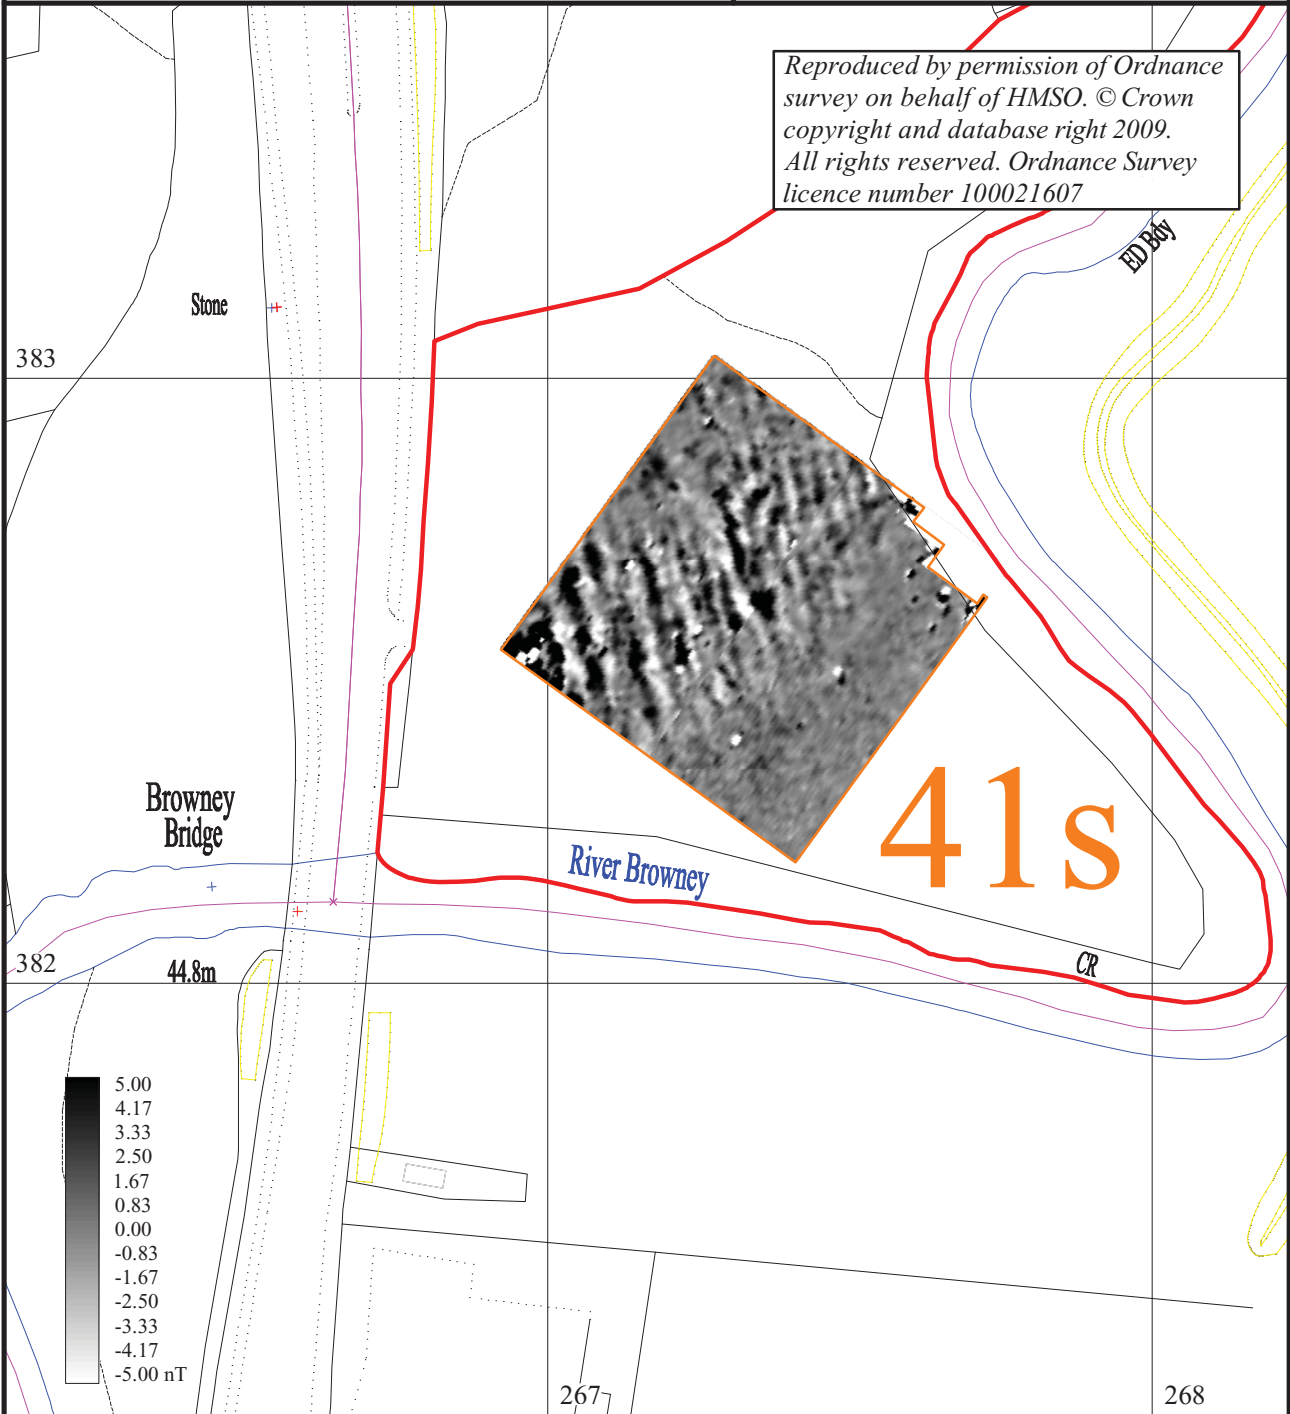 Reproduced by permission of Ordnance
survey on behalf of HMSO. © Crown
copyright and database right 2009.
All rights reserved. Ordnance Survey
licence number 100021607
ED Bdy
Stone
383
41s
Browney
Bridge
River Browney
CR
382
44.8m
5.00
4.17
3.33
2.50
1.67
0.83
0.00
-0.83
-1.67
-2.50
-3.33
-4.17
-5.00 nT
267
268